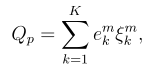 $Q_p = \sum_{k=1}^{K} e_k^m \xi_k^m,$